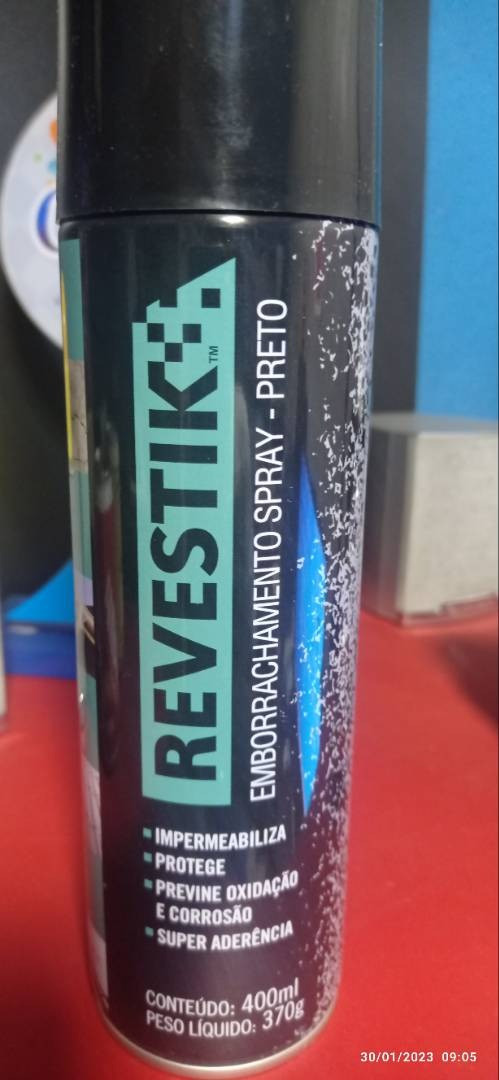 REVESTIK™
EMBORRACHAMENTO SPRAY - PRETO
IMPERMEABILIZA
PROTEGE
PREVINE OXIDAÇÃO
E CORROSÃO
SUPER ADERÊNCIA
CONTEÚDO: 400ml
PESO LÍQUIDO: 370g
30/01/2023 09:05